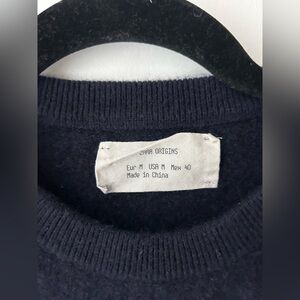 ZARA ORIGINS
Eur M USA M Mex 40
Made in China